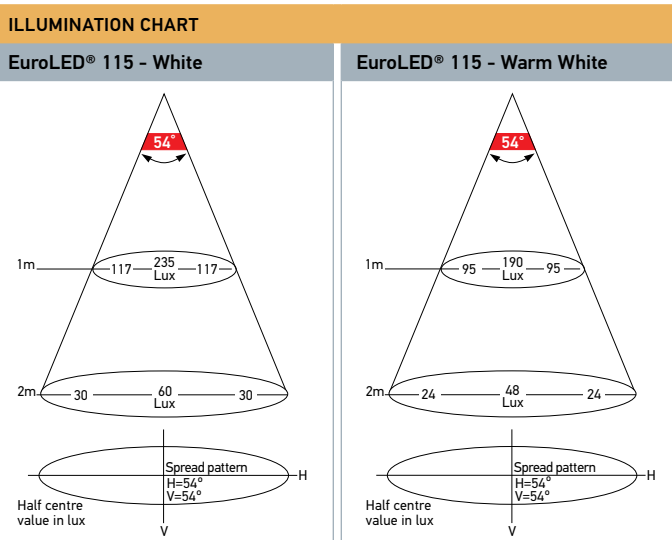 ILLUMINATION CHART
EuroLED® 115 - White
54°
1m
117 235 117
Lux
2m
30 60 30
Lux
Spread pattern
H=54°
V=54°
H
Half centre
value in lux
V
EuroLED® 115 - Warm White
54°
1m
95 190 95
Lux
2m
24 48 24
Lux
Spread pattern
H=54°
V=54°
H
Half centre
value in lux
V